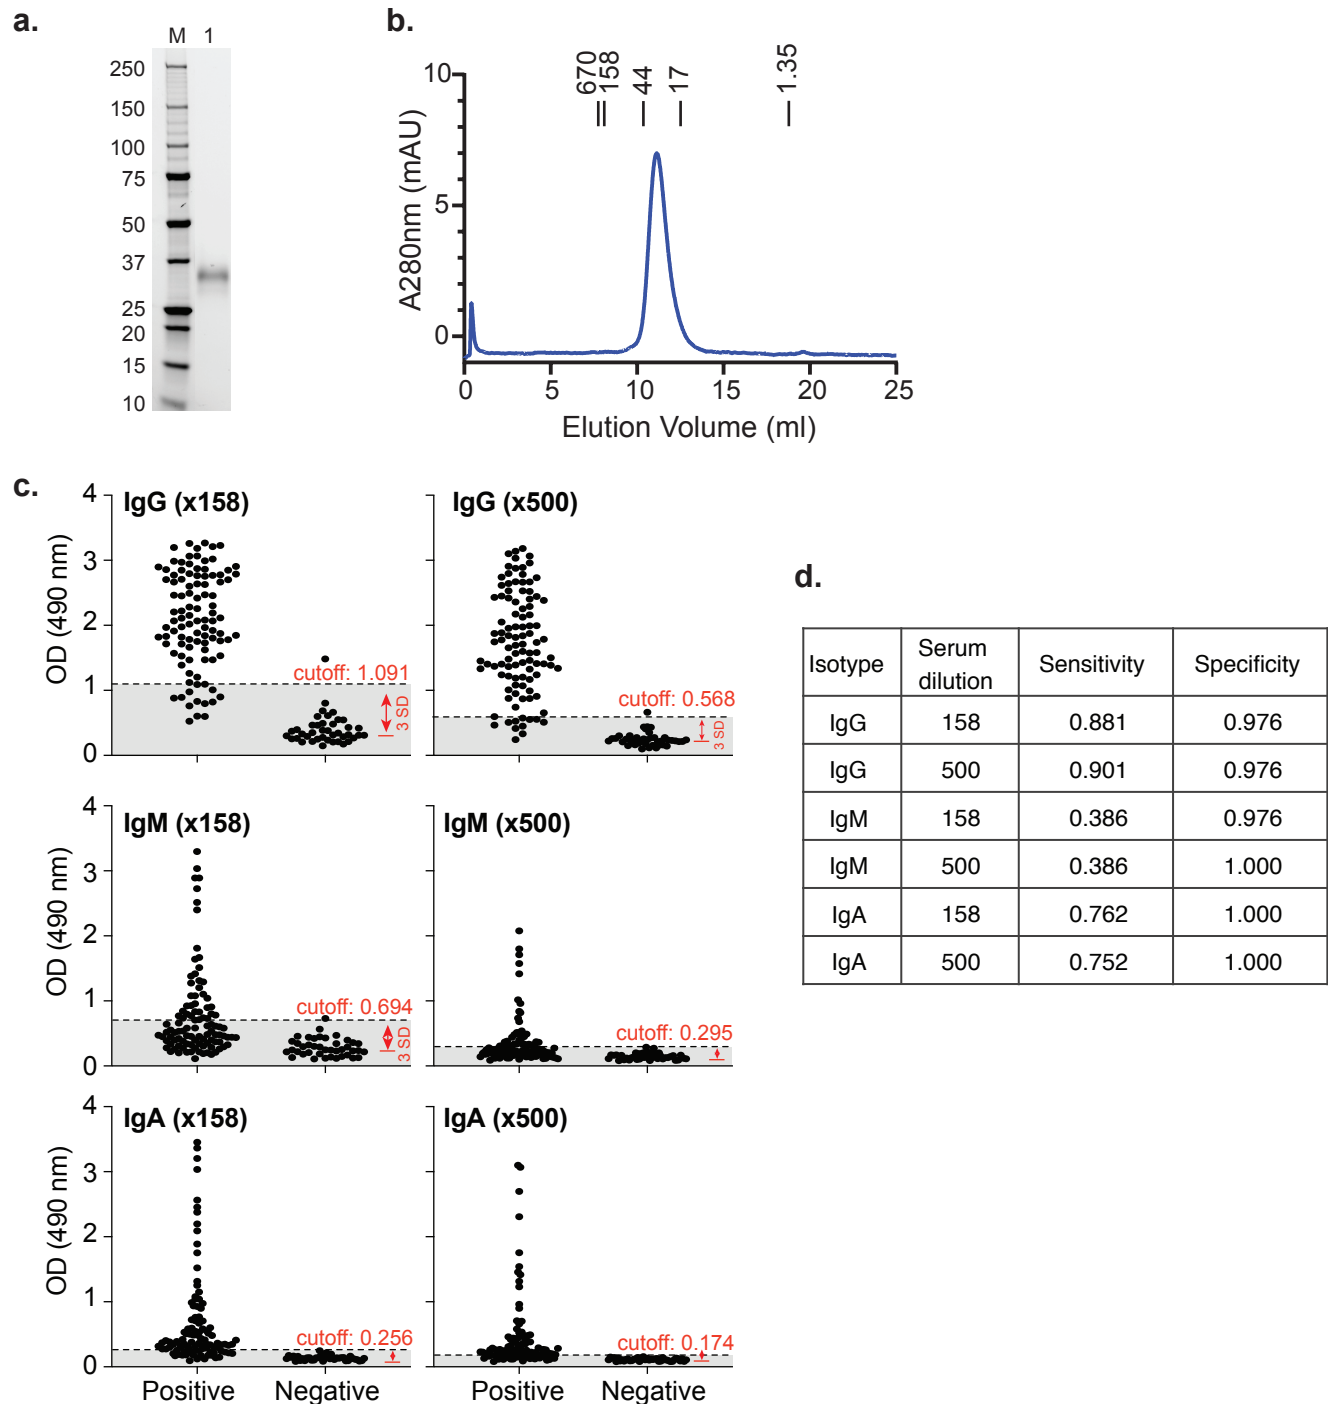 a.
M 1
250
150
100
75
50
37
25
20
15
10
b.
670
158
44
17
1.35
10
5
0
A280nm (mAU)
0 5 10 15 20 25
Elution Volume (ml)
c.
IgG (x158)
4
3
2
1
0
OD (490 nm)
cutoff: 1.091
3 SD
IgG (x500)
cutoff: 0.568
3 SD
IgM (x158)
4
3
2
1
0
OD (490 nm)
cutoff: 0.694
3 SD
IgM (x500)
cutoff: 0.295
IgA (x158)
4
3
2
1
0
OD (490 nm)
cutoff: 0.256
IgA (x500)
cutoff: 0.174
Positive Negative Positive Negative
d.
Isotype Serum dilution Sensitivity Specificity
IgG 158 0.881 0.976
IgG 500 0.901 0.976
IgM 158 0.386 0.976
IgM 500 0.386 1.000
IgA 158 0.762 1.000
IgA 500 0.752 1.000